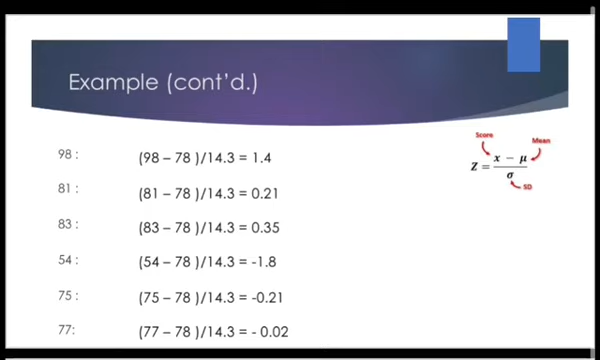 Example (cont'd.)
98 : (98 – 78 )/14.3 = 1.4
81 : (81 – 78 )/14.3 = 0.21
83 : (83 – 78 )/14.3 = 0.35
54 : (54 – 78 )/14.3 = -1.8
75 : (75 – 78 )/14.3 = -0.21
77: (77 – 78 )/14.3 = - 0.02
Score
Mean
Z = x − μ / σ
SD